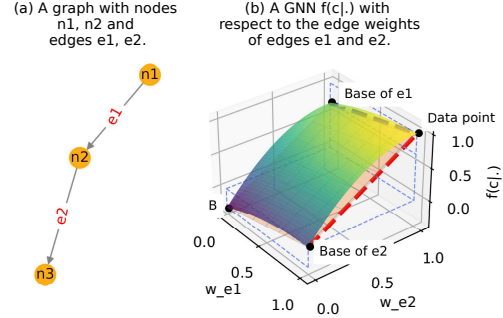 (a) A graph with nodes
n1, n2 and
edges e1, e2.
n1
e1
n2
e2
n3
(b) A GNN f(c|.) with
respect to the edge weights
of edges e1 and e2.
Base of e1
Data point
B
Base of e2
0.0
0.5
1.0
w_e1
0.0
0.5
1.0
w_e2
1.0
0.5
0.0
f(c|.)